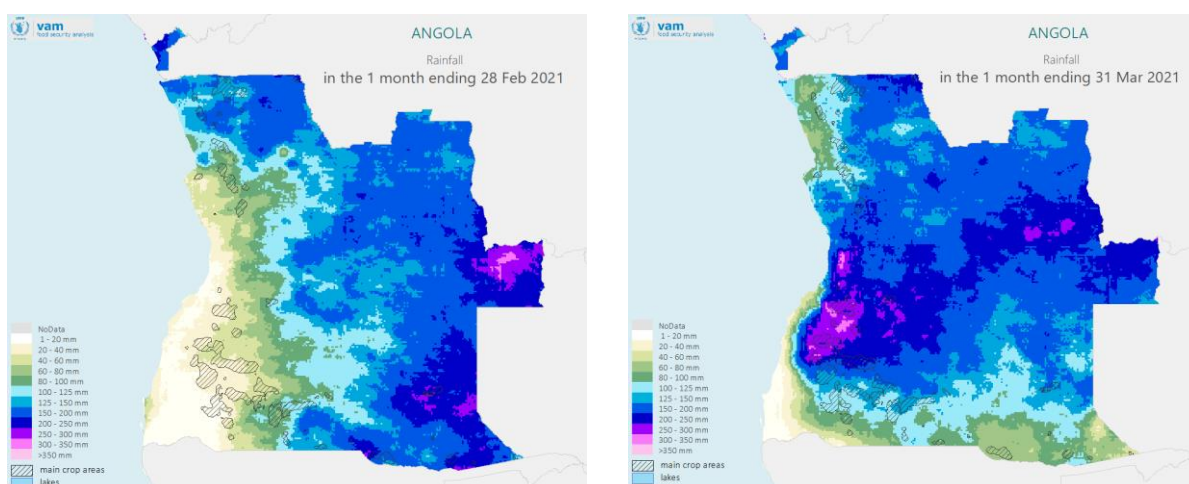 vam
food security analysis
ANGOLA
Rainfall
in the 1 month ending 28 Feb 2021
NoData
1 - 20 mm
20 - 40 mm
40 - 60 mm
60 - 80 mm
80 - 100 mm
100 - 125 mm
125 - 150 mm
150 - 200 mm
200 - 250 mm
250 - 300 mm
300 - 350 mm
>350 mm
main crop areas
lakes
vam
food security analysis
ANGOLA
Rainfall
in the 1 month ending 31 Mar 2021
NoData
1 - 20 mm
20 - 40 mm
40 - 60 mm
60 - 80 mm
80 - 100 mm
100 - 125 mm
125 - 150 mm
150 - 200 mm
200 - 250 mm
250 - 300 mm
300 - 350 mm
>350 mm
main crop areas
lakes